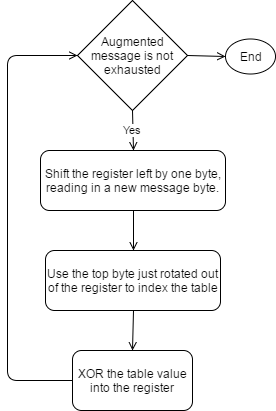 Augmented
message is not
exhausted
End
Yes
Shift the register left by one byte,
reading in a new message byte.
Use the top byte just rotated out
of the register to index the table
XOR the table value
into the register